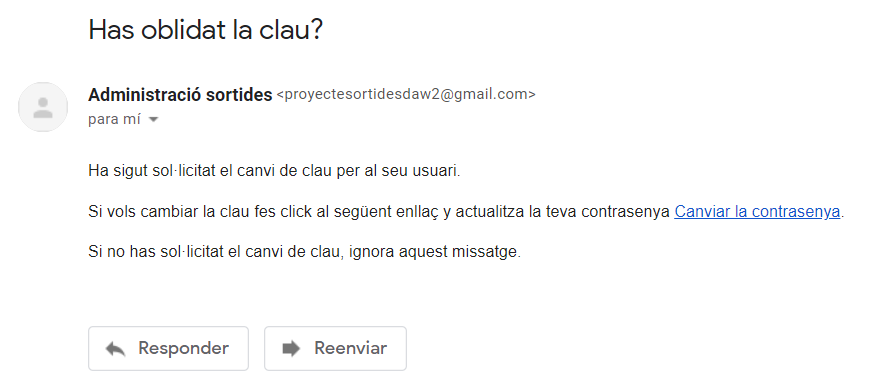 Has oblidat la clau?
Administració sortides <proyectesortidesdaw2@gmail.com>
para mí
Ha sigut sol·licitat el canvi de clau per al seu usuari.
Si vols cambiar la clau fes click al següent enllaç y actualitza la teva contrasenya Canviar la contrasenya.
Si no has sol·licitat el canvi de clau, ignora aquest missatge.
Responder
Reenviar